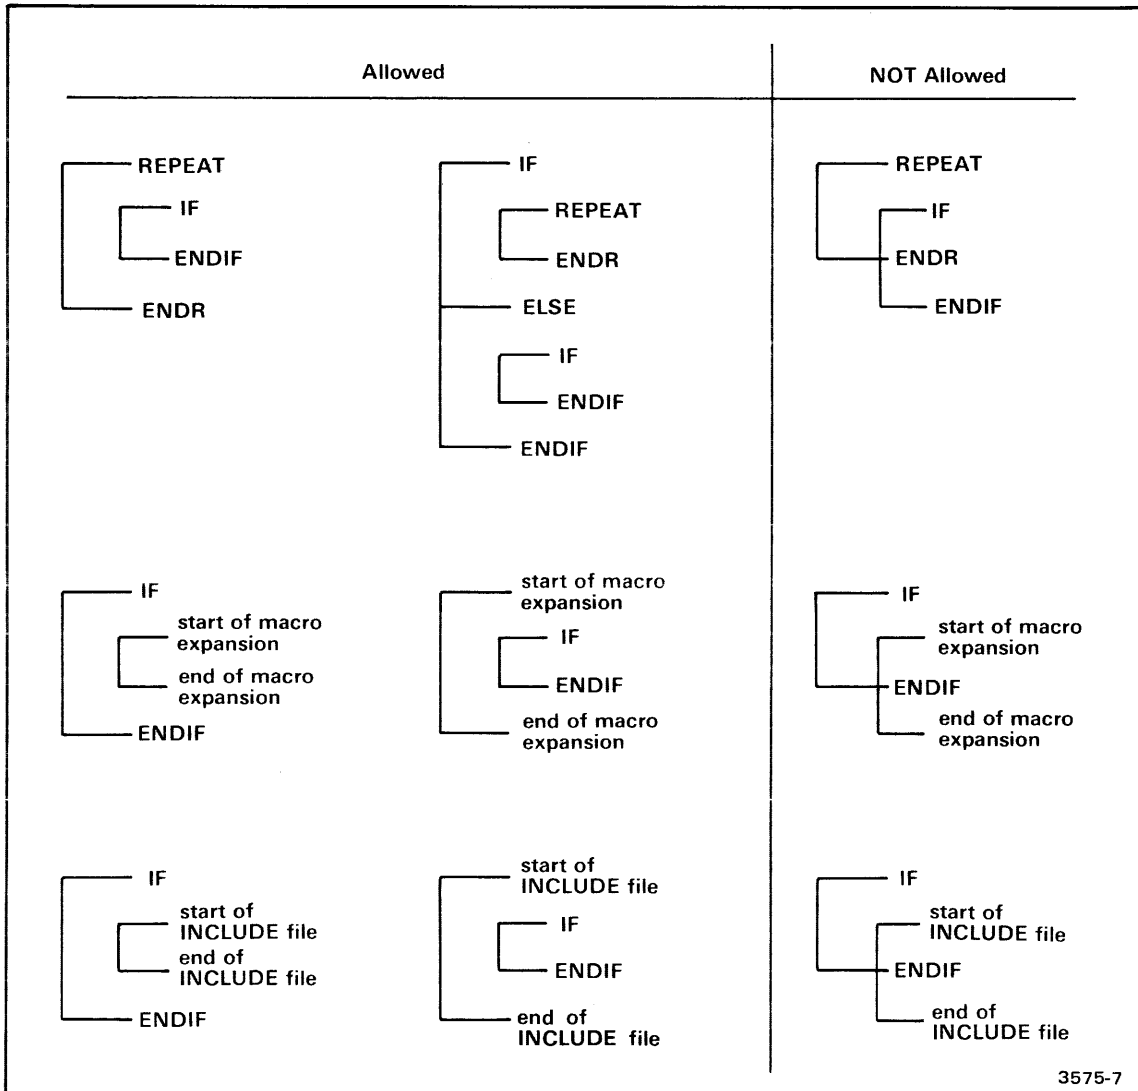 Allowed
NOT Allowed
REPEAT
IF
ENDIF
ENDR
IF
REPEAT
ENDR
ELSE
IF
ENDIF
ENDIF
REPEAT
IF
ENDR
ENDIF
IF
start of macro
expansion
end of macro
expansion
ENDIF
start of macro
expansion
IF
ENDIF
end of macro
expansion
IF
start of macro
expansion
ENDIF
end of macro
expansion
IF
start of
INCLUDE file
end of
INCLUDE file
ENDIF
start of
INCLUDE file
IF
ENDIF
end of
INCLUDE file
IF
start of
INCLUDE file
ENDIF
end of
INCLUDE file
3575-7